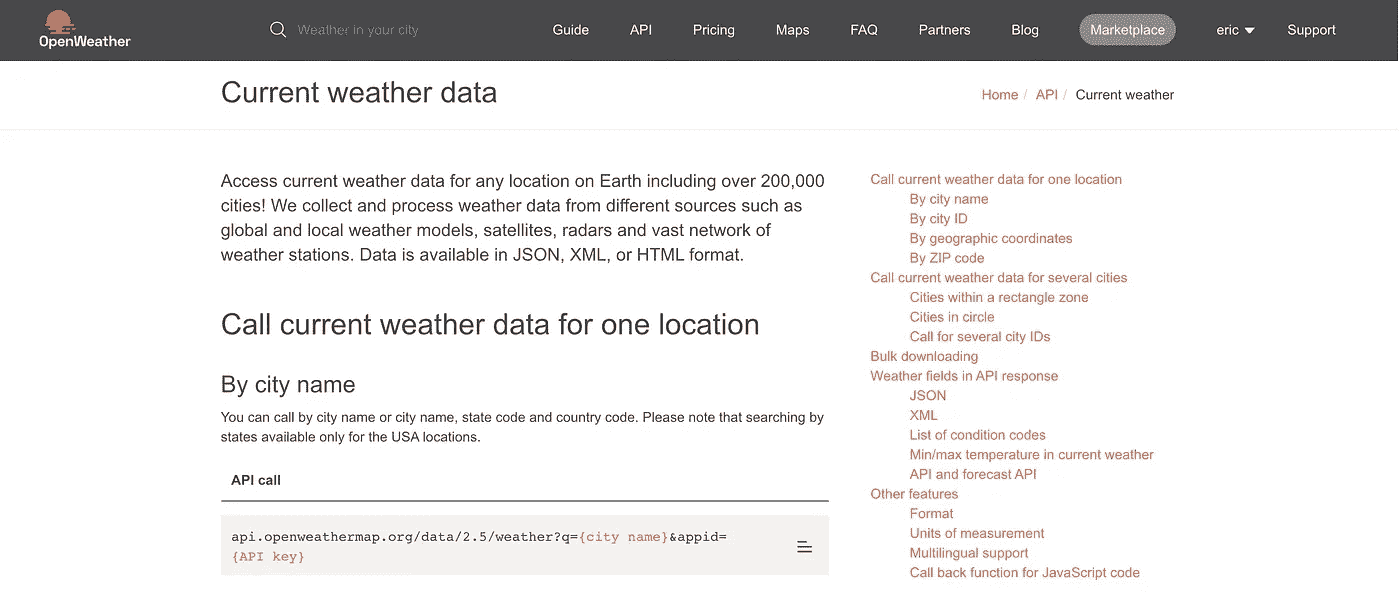 OpenWeather
Weather in your city
Guide
API
Pricing
Maps
FAQ
Partners
Blog
Marketplace
eric
Support
Current weather data
Home / API / Current weather
Access current weather data for any location on Earth including over 200,000
cities! We collect and process weather data from different sources such as
global and local weather models, satellites, radars and vast network of
weather stations. Data is available in JSON, XML, or HTML format.
Call current weather data for one location
By city name
You can call by city name or city name, state code and country code. Please note that searching by
states available only for the USA locations.
API call
api.openweathermap.org/data/2.5/weather?q={city name}&appid=
{API key}
Call current weather data for one location
By city name
By city ID
By geographic coordinates
By ZIP code
Call current weather data for several cities
Cities within a rectangle zone
Cities in circle
Call for several city IDs
Bulk downloading
Weather fields in API response
JSON
XML
List of condition codes
Min/max temperature in current weather
API and forecast API
Other features
Format
Units of measurement
Multilingual support
Call back function for JavaScript code